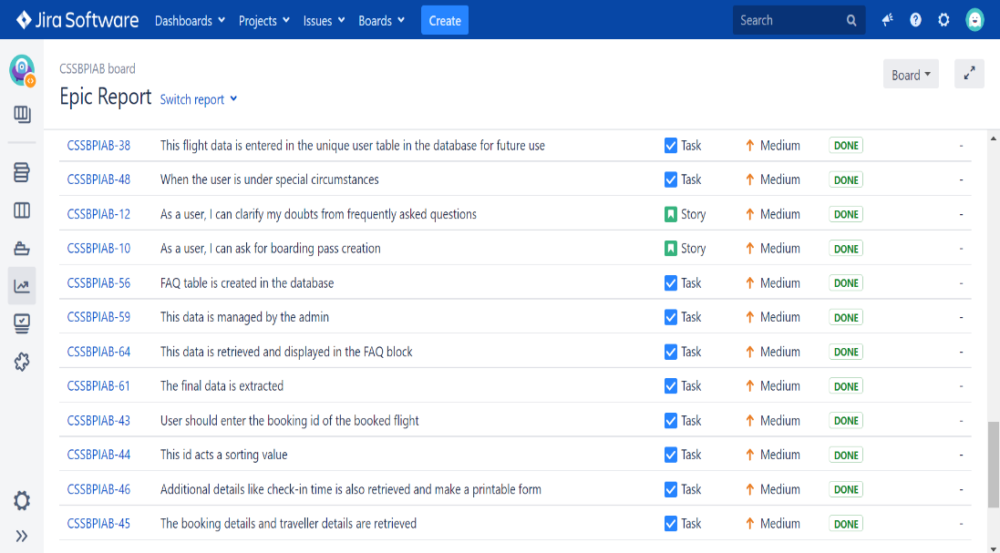 Jira Software Dashboards Projects Issues Boards Create Search
CSSBPIAB board
Epic Report Switch report Board
CSSBPIAB-38 This flight data is entered in the unique user table in the database for future use Task Medium DONE -
CSSBPIAB-48 When the user is under special circumstances Task Medium DONE -
CSSBPIAB-12 As a user, I can clarify my doubts from frequently asked questions Story Medium DONE -
CSSBPIAB-10 As a user, I can ask for boarding pass creation Story Medium DONE -
CSSBPIAB-56 FAQ table is created in the database Task Medium DONE -
CSSBPIAB-59 This data is managed by the admin Task Medium DONE -
CSSBPIAB-64 This data is retrieved and displayed in the FAQ block Task Medium DONE -
CSSBPIAB-61 The final data is extracted Task Medium DONE -
CSSBPIAB-43 User should enter the booking id of the booked flight Task Medium DONE -
CSSBPIAB-44 This id acts a sorting value Task Medium DONE -
CSSBPIAB-46 Additional details like check-in time is also retrieved and make a printable form Task Medium DONE -
CSSBPIAB-45 The booking details and traveller details are retrieved Task Medium DONE -